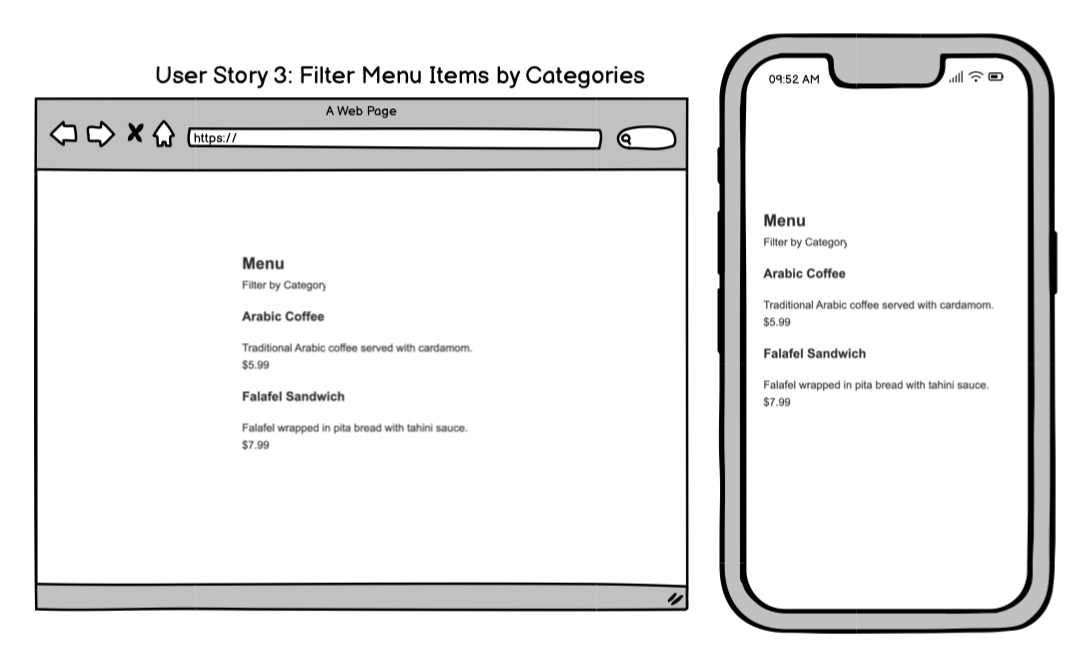 User Story 3: Filter Menu Items by Categories
A Web Page
https://
Menu
Filter by Category
Arabic Coffee
Traditional Arabic coffee served with cardamom.
$5.99
Falafel Sandwich
Falafel wrapped in pita bread with tahini sauce.
$7.99
09:52 AM
Menu
Filter by Category
Arabic Coffee
Traditional Arabic coffee served with cardamom.
$5.99
Falafel Sandwich
Falafel wrapped in pita bread with tahini sauce.
$7.99